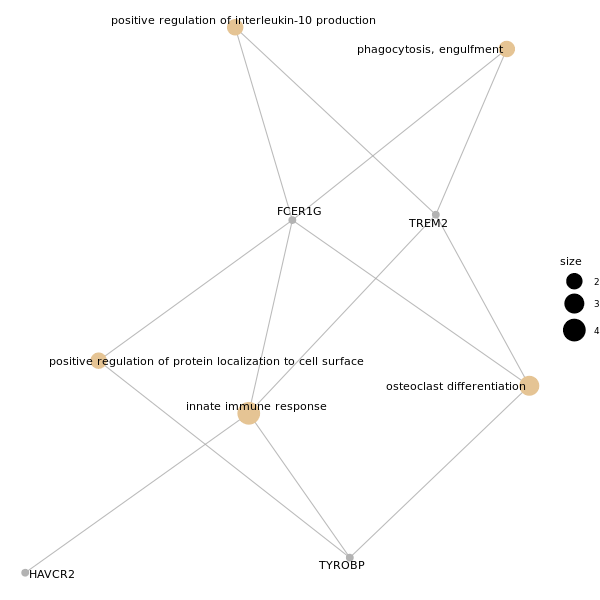 positive regulation of interleukin-10 production
phagocytosis, engulfment
FCER1G
TREM2
size
2
3
4
positive regulation of protein localization to cell surface
osteoclast differentiation
innate immune response
TYROBP
HAVCR2